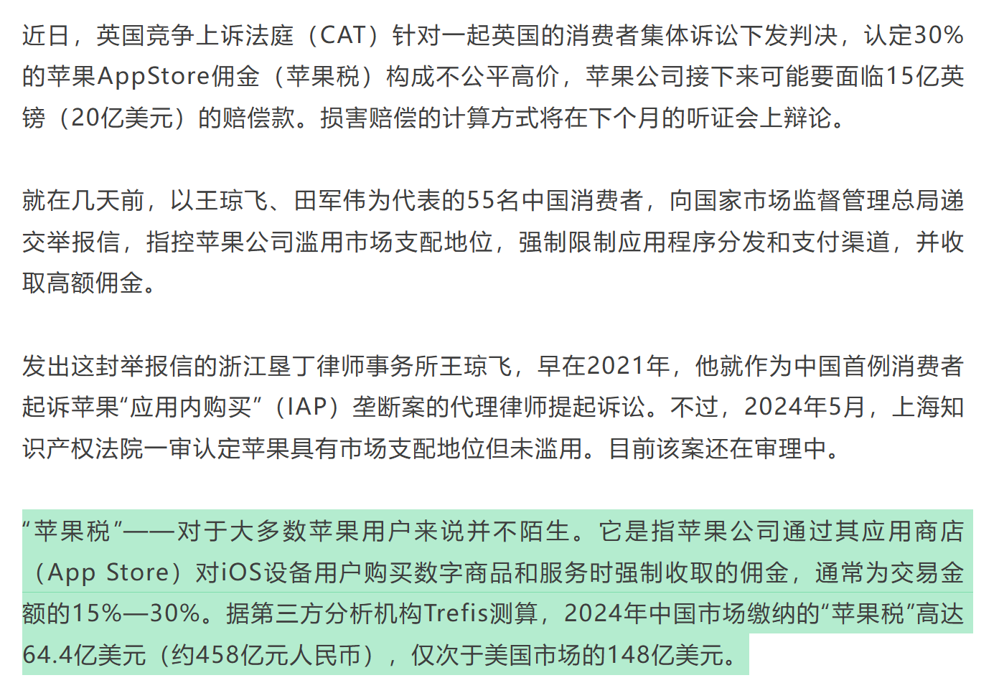 近日，英国竞争上诉法庭（CAT）针对一起英国的消费者集体诉讼下发判决，认定30%
的苹果AppStore佣金（苹果税）构成不公平高价，苹果公司接下来可能要面临15亿英
镑（20亿美元）的赔偿款。损害赔偿的计算方式将在下个月的听证会上辩论。
就在几天前，以王琼飞、田军伟为代表的55名中国消费者，向国家市场监督管理总局递
交举报信，指控苹果公司滥用市场支配地位，强制限制应用程序分发和支付渠道，并收
取高额佣金。
发出这封举报信的浙江垦丁律师事务所王琼飞，早在2021年，他就作为中国首例消费者
起诉苹果“应用内购买”（IAP）垄断案的代理律师提起诉讼。不过，2024年5月，上海知
识产权法院一审认定苹果具有市场支配地位但未滥用。目前该案还在审理中。
“苹果税”——对于大多数苹果用户来说并不陌生。它是指苹果公司通过其应用商店
（App Store）对iOS设备用户购买数字商品和服务时强制收取的佣金，通常为交易金
额的15%—30%。据第三方分析机构Trefis测算，2024年中国市场缴纳的“苹果税”高达
64.4亿美元（约458亿元人民币），仅次于美国市场的148亿美元。